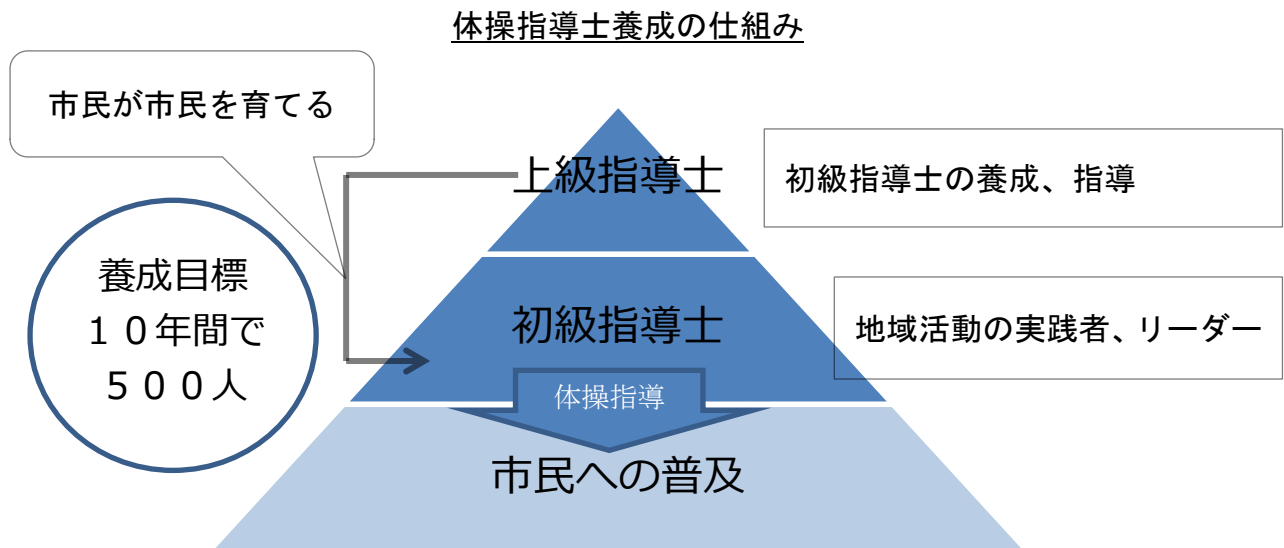 体操指導士養成の仕組み
市民が市民を育てる
上級指導士
初級指導士の養成、指導
養成目標
１０年間で
５００人
初級指導士
地域活動の実践者、リーダー
体操指導
市民への普及